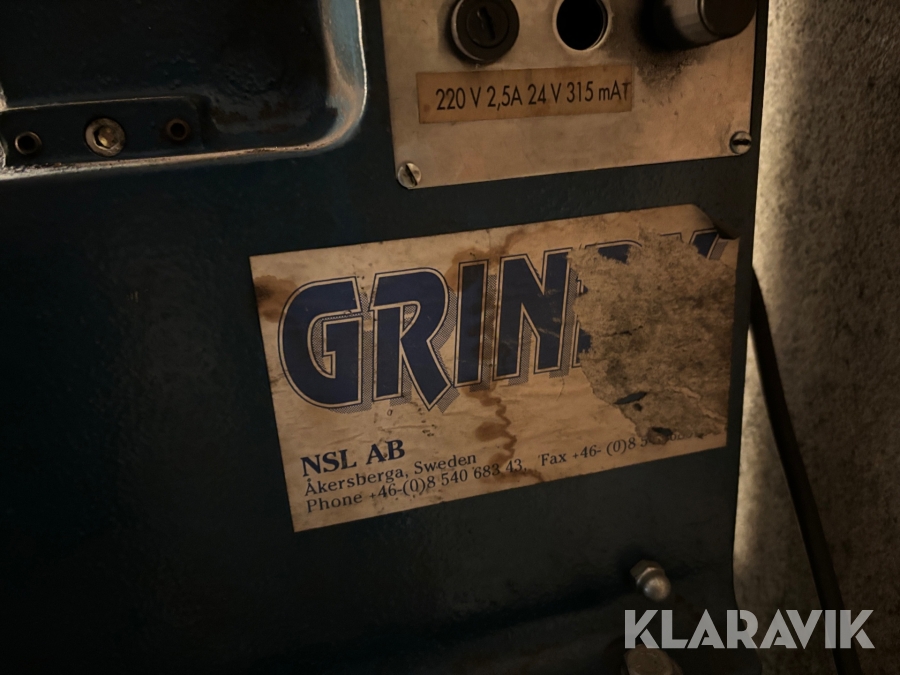 220 V 2,5A 24 V 315 mAT
GRIN
NSL AB
Åkersberga, Sweden
Phone +46-(0)8 540 683 43. Fax +46- (0)8 5
KLARAVIK